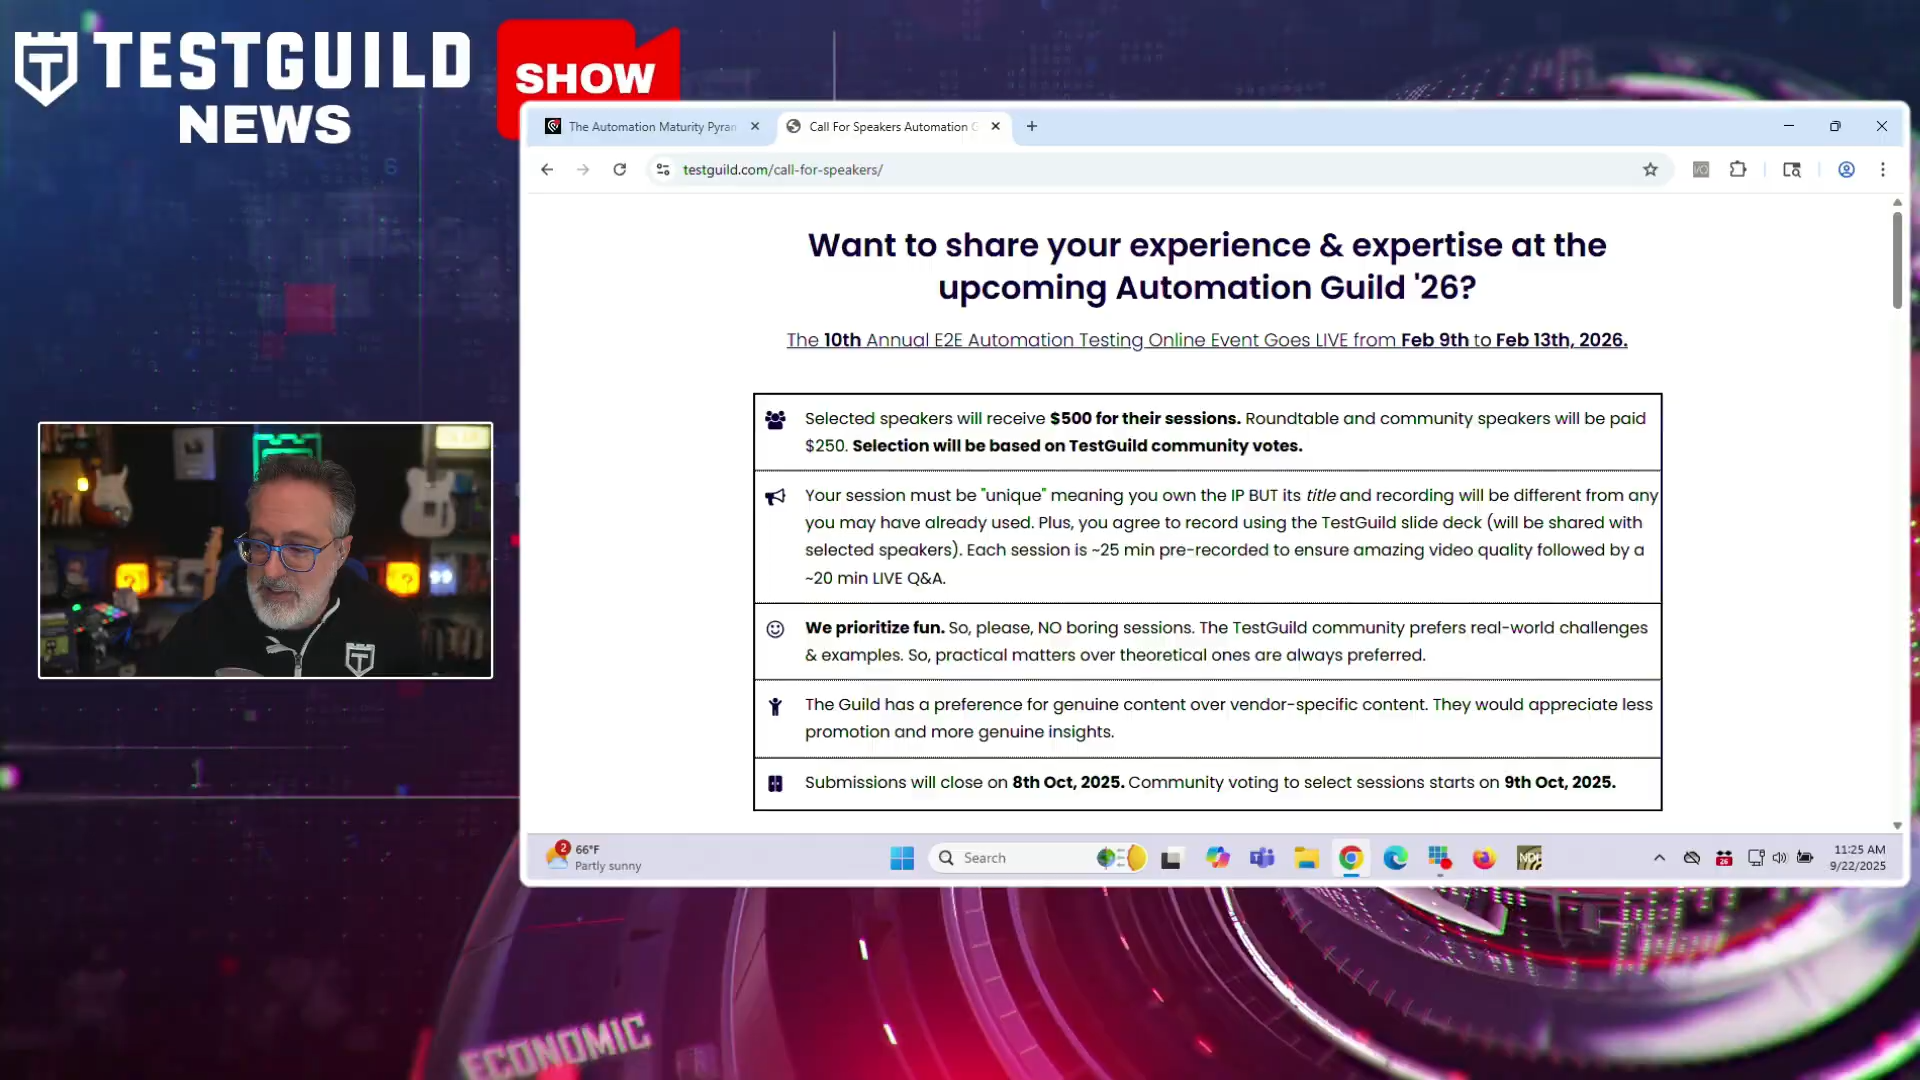 TESTGUILD
NEWS
SHOW
The Automation Maturity Pyran
Call For Speakers Automation G
testguild.com/call-for-speakers/
Want to share your experience & expertise at the
upcoming Automation Guild '26?
The 10th Annual E2E Automation Testing Online Event Goes LIVE from Feb 9th to Feb 13th, 2026.
Selected speakers will receive $500 for their sessions. Roundtable and community speakers will be paid
$250. Selection will be based on TestGuild community votes.
Your session must be "unique" meaning you own the IP BUT its title and recording will be different from any
you may have already used. Plus, you agree to record using the TestGuild slide deck (will be shared with
selected speakers). Each session is ~25 min pre-recorded to ensure amazing video quality followed by a
~20 min LIVE Q&A.
We prioritize fun. So, please, NO boring sessions. The TestGuild community prefers real-world challenges
& examples. So, practical matters over theoretical ones are always preferred.
The Guild has a preference for genuine content over vendor-specific content. They would appreciate less
promotion and more genuine insights.
Submissions will close on 8th Oct, 2025. Community voting to select sessions starts on 9th Oct, 2025.
2
66°F
Partly sunny
Search
NDI
26
11:25 AM
9/22/2025
ECONOMIC
6
1